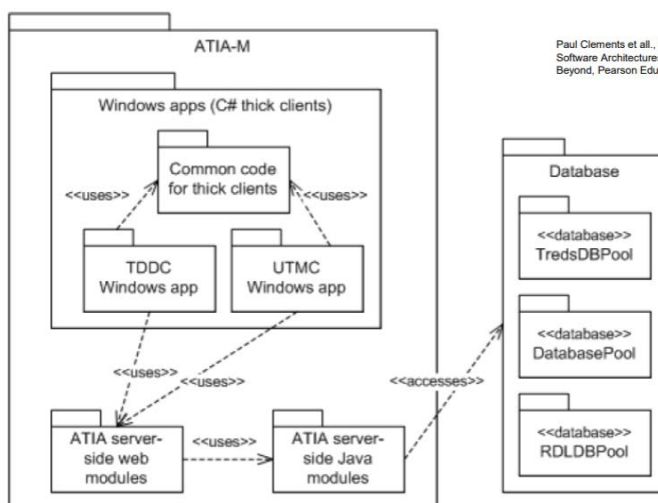 ATIA-M
Paul Clements et all.,
Software Architectures
Beyond, Pearson Edu
Windows apps (C# thick clients)
Common code
for thick clients
<<uses>>
<<uses>>
TDDC
Windows app
UTMC
Windows app
<<uses>>
<<uses>>
ATIA server-
side web
modules
<<uses>>
ATIA server-
side Java
modules
<<accesses>>
Database
<<database>>
TredsDBPool
<<database>>
DatabasePool
<<database>>
RDLDBPool